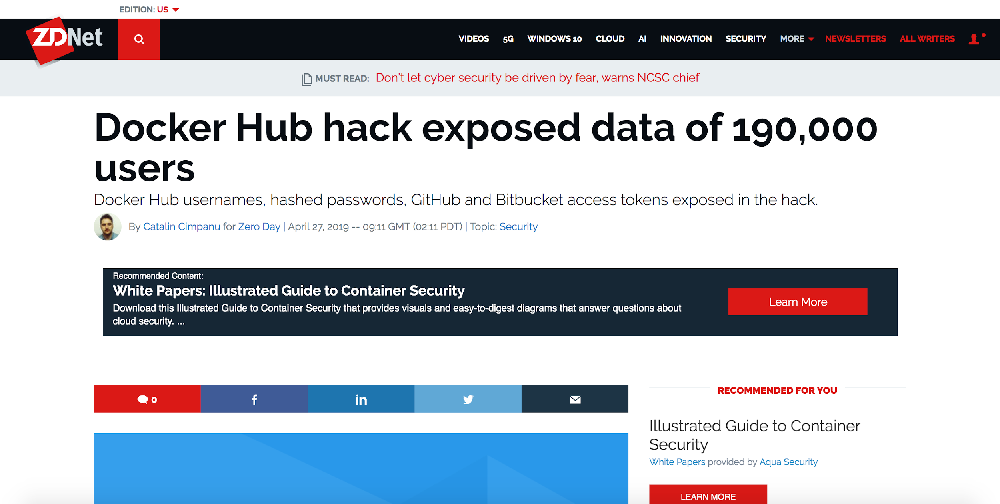 EDITION: US
ZDNet
VIDEOS 5G WINDOWS 10 CLOUD AI INNOVATION SECURITY MORE NEWSLETTERS ALL WRITERS
MUST READ: Don't let cyber security be driven by fear, warns NCSC chief
Docker Hub hack exposed data of 190,000
users
Docker Hub usernames, hashed passwords, GitHub and Bitbucket access tokens exposed in the hack.
By Catalin Cimpanu for Zero Day | April 27, 2019 -- 09:11 GMT (02:11 PDT) | Topic: Security
Recommended Content:
White Papers: Illustrated Guide to Container Security
Download this Illustrated Guide to Container Security that provides visuals and easy-to-digest diagrams that answer questions about
cloud security. ...
Learn More
0
f
in
RECOMMENDED FOR YOU
Illustrated Guide to Container
Security
White Papers provided by Aqua Security
LEARN MORE